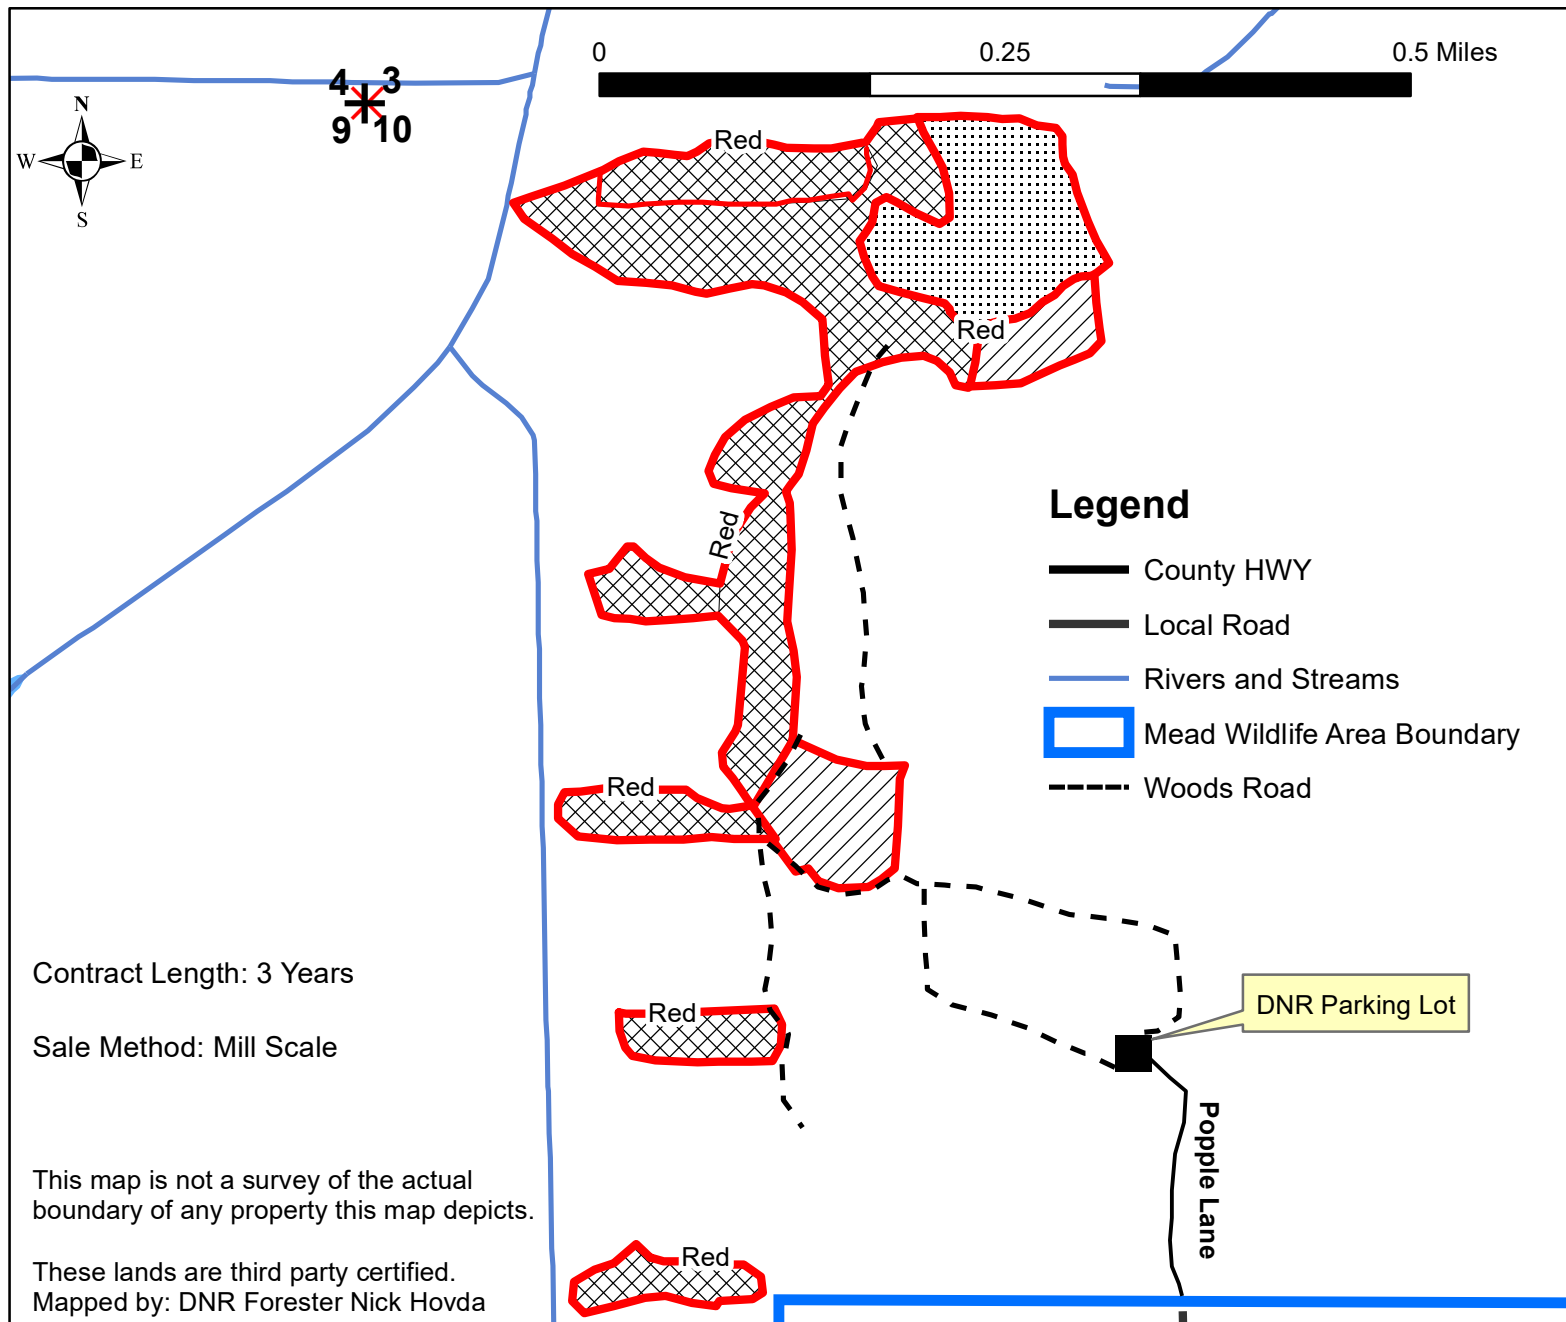 0 0.25 0.5 Miles
4 3
9 10
N
W E
S
Red
Red
Red
Legend
County HWY
Local Road
Rivers and Streams
Mead Wildlife Area Boundary
Woods Road
Red
Contract Length: 3 Years
Sale Method: Mill Scale
Red
DNR Parking Lot
Popple Lane
This map is not a survey of the actual
boundary of any property this map depicts.
Red
These lands are third party certified.
Mapped by: DNR Forester Nick Hovda